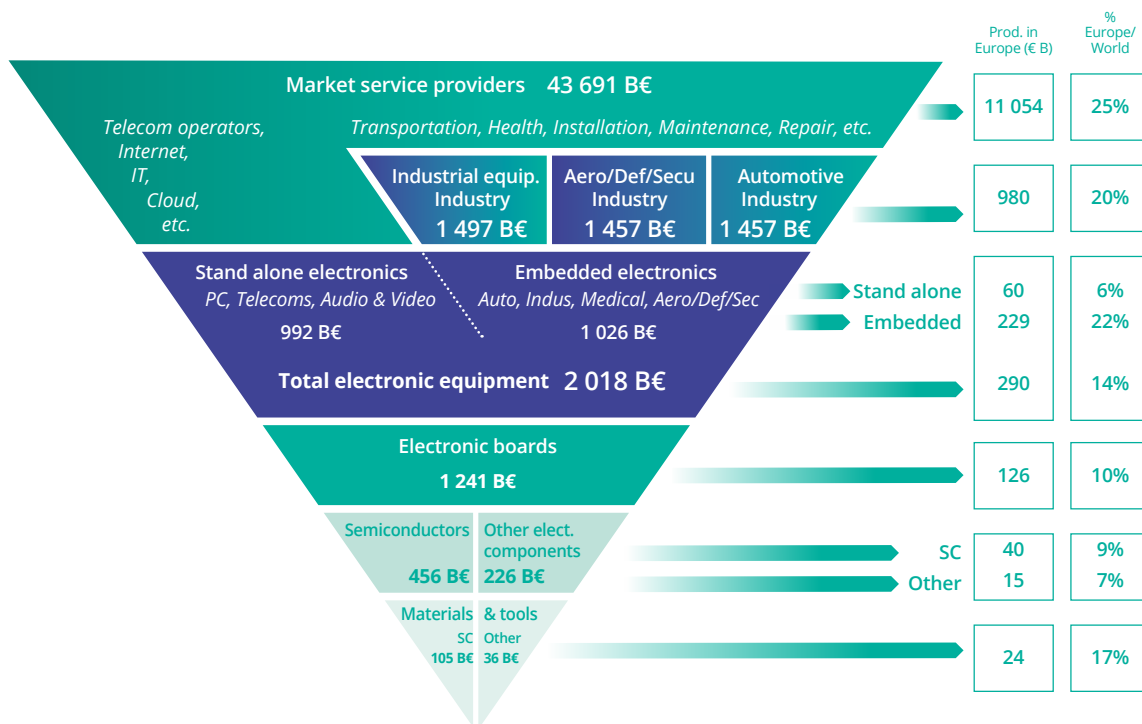 Prod. in
Europe (€ B)
%
Europe/
World
Market service providers 43 691 B€
11 054
25%
Telecom operators,
Internet,
IT,
Cloud,
etc.
Transportation, Health, Installation, Maintenance, Repair, etc.
Industrial equip.
Industry
1 497 B€
Aero/Def/Secu
Industry
1 457 B€
Automotive
Industry
1 457 B€
980
20%
Stand alone electronics
PC, Telecoms, Audio & Video
992 B€
Embedded electronics
Auto, Indus, Medical, Aero/Def/Sec
1 026 B€
Stand alone
60
6%
Embedded
229
22%
Total electronic equipment 2 018 B€
290
14%
Electronic boards
1 241 B€
126
10%
Semiconductors
456 B€
Other elect.
components
226 B€
SC
40
9%
Other
15
7%
Materials & tools
SC
105 B€
Other
36 B€
24
17%